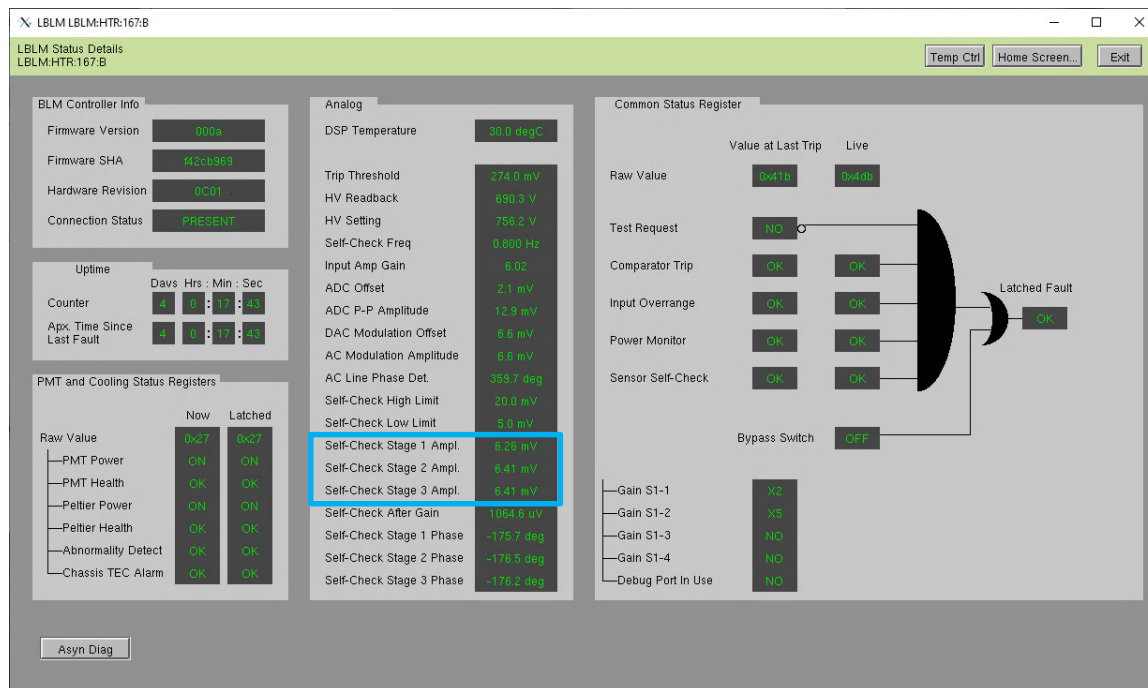 LBLM LBLM:HTR:167:B
LBLM Status Details
LBLM:HTR:167:B
Temp Ctrl Home Screen... Exit
BLM Controller Info
Firmware Version 000a
Firmware SHA f42cb969
Hardware Revision 0C01 .
Connection Status PRESENT
Uptime
Days Hrs : Min : Sec
Counter 4 0 : 17 : 43
Apx. Time Since
Last Fault 4 0 : 17 : 43
PMT and Cooling Status Registers
Now Latched
Raw Value 0x27 0x27
PMT Power ON ON
PMT Health OK OK
Peltier Power ON ON
Peltier Health OK OK
Abnormality Detect OK OK
Chassis TEC Alarm OK OK
Asyn Diag
Analog
DSP Temperature 30.0 degC
Trip Threshold 274.0 mV
HV Readback 690.3 V
HV Setting 756.2 V
Self-Check Freq 0.800 Hz
Input Amp Gain 6.02
ADC Offset 2.1 mV
ADC P-P Amplitude 12.9 mV
DAC Modulation Offset 6.6 mV
AC Modulation Amplitude 6.6 mV
AC Line Phase Det. 359.7 deg
Self-Check High Limit 20.0 mV
Self-Check Low Limit 5.0 mV
Self-Check Stage 1 Ampl. 6.26 mV
Self-Check Stage 2 Ampl. 6.41 mV
Self-Check Stage 3 Ampl. 6.41 mV
Self-Check After Gain 1064.6 uV
Self-Check Stage 1 Phase -175.7 deg
Self-Check Stage 2 Phase -176.5 deg
Self-Check Stage 3 Phase -176.2 deg
Common Status Register
Value at Last Trip Live
Raw Value 0x41b 0x4db
Test Request NO
Comparator Trip OK OK
Input Overrange OK OK
Power Monitor OK OK
Sensor Self-Check OK OK
Latched Fault
OK
Bypass Switch OFF
Gain S1-1 X2
Gain S1-2 X5
Gain S1-3 NO
Gain S1-4 NO
Debug Port In Use NO